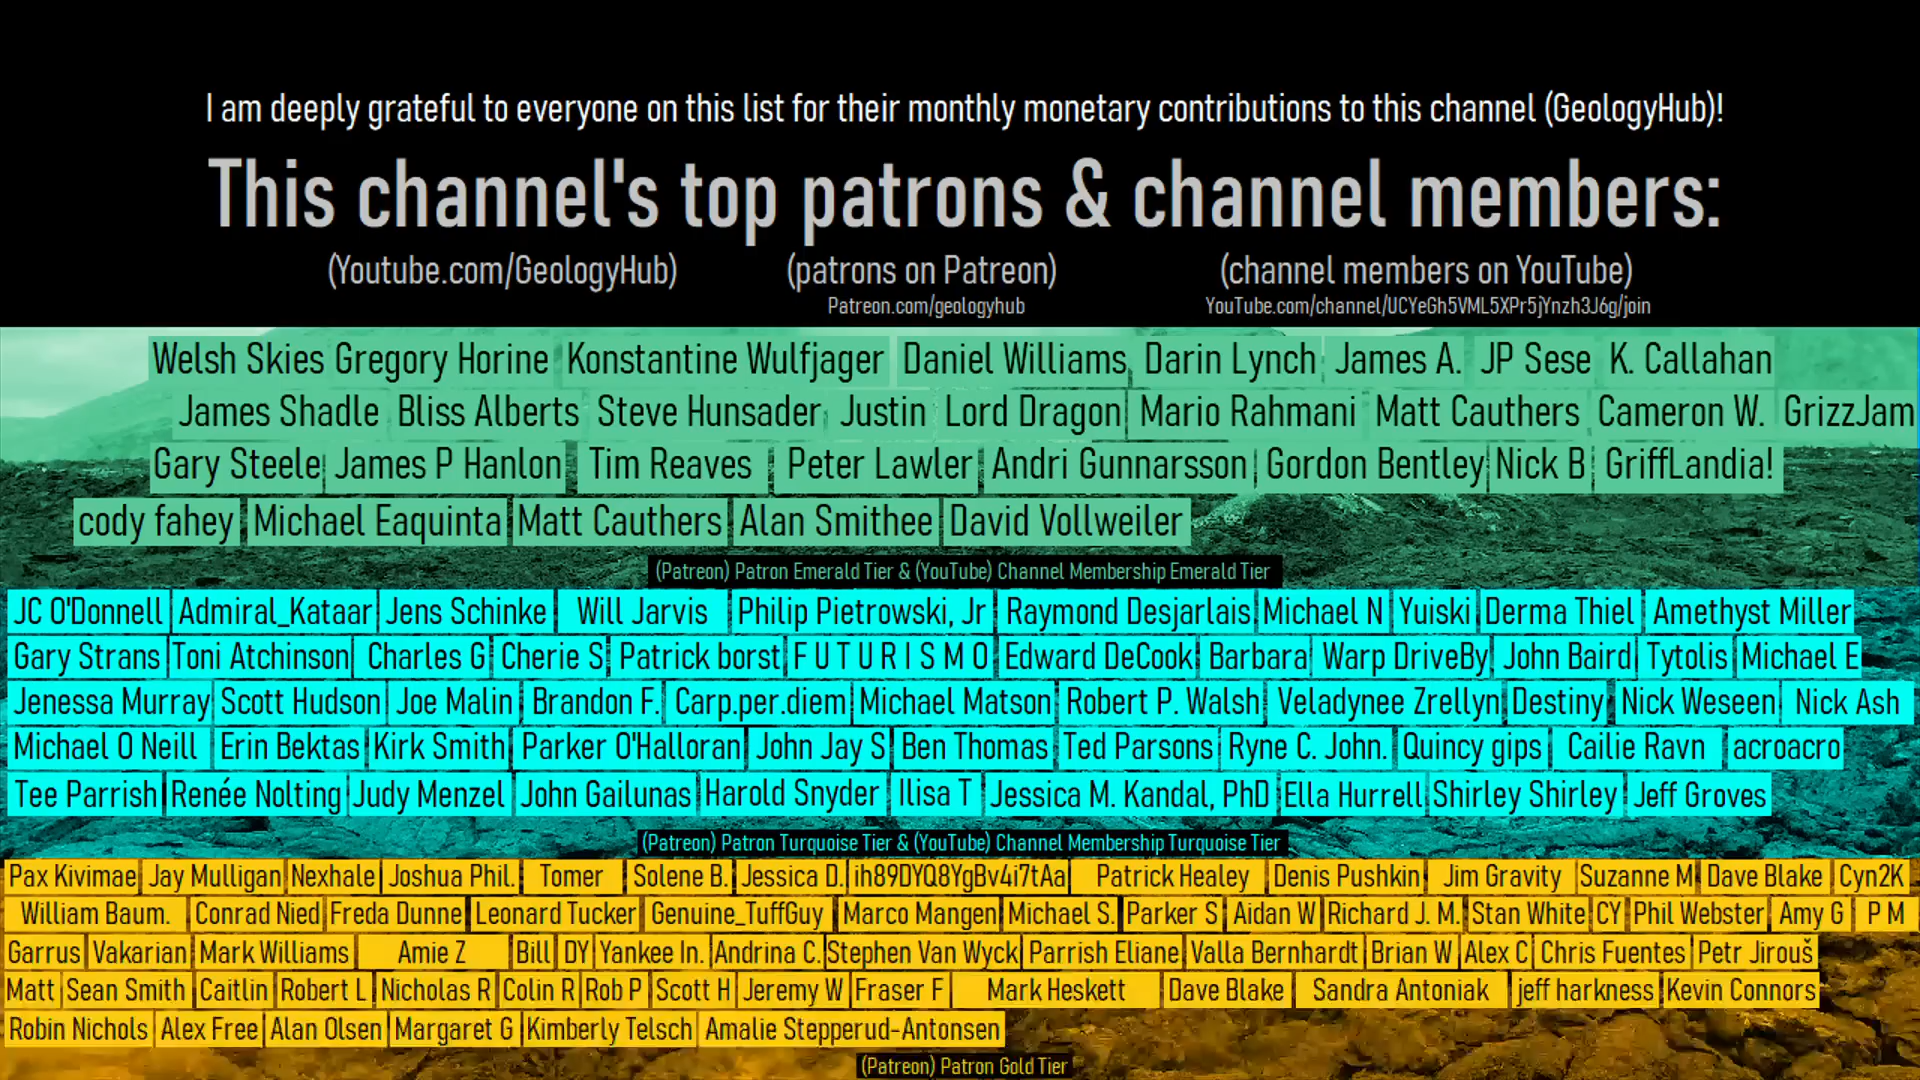 I am deeply grateful to everyone on this list for their monthly monetary contributions to this channel (GeologyHub)!
This channel's top patrons & channel members:
(Youtube.com/GeologyHub) (patrons on Patreon) (channel members on YouTube)
Patreon.com/geologyhub YouTube.com/channel/UCYeGh5VML5XPr5jYnzh3J6g/join
Welsh Skies Gregory Horine Konstantine Wulfjager Daniel Williams Darin Lynch James A. JP Sese K. Callahan
James Shadle Bliss Alberts Steve Hunsader Justin Lord Dragon Mario Rahmani Matt Cauthers Cameron W. GrizzJam
Gary Steele James P Hanlon Tim Reaves Peter Lawler Andri Gunnarsson Gordon Bentley Nick B GriffLandia!
cody fahey Michael Eaquinta Matt Cauthers Alan Smithee David Vollweiler
(Patreon) Patron Emerald Tier & (YouTube) Channel Membership Emerald Tier
JC O'Donnell Admiral_Kataar Jens Schinke Will Jarvis Philip Pietrowski, Jr Raymond Desjarlais Michael N Yuiski Derma Thiel Amethyst Miller
Gary Strans Toni Atchinson Charles G Cherie S Patrick borst F U T U R I S M O Edward DeCook Barbara Warp DriveBy John Baird Tytolis Michael E
Jenessa Murray Scott Hudson Joe Malin Brandon F. Carp.per.diem Michael Matson Robert P. Walsh Veladynee Zrellyn Destiny Nick Weseen Nick Ash
Michael O Neill Erin Bektas Kirk Smith Parker O'Halloran John Jay S Ben Thomas Ted Parsons Ryne C. John. Quincy gips Cailie Ravn acroacro
Tee Parrish Renée Nolting Judy Menzel John Gailunas Harold Snyder Ilisa T Jessica M. Kandal, PhD Ella Hurrell Shirley Shirley Jeff Groves
(Patreon) Patron Turquoise Tier & (YouTube) Channel Membership Turquoise Tier
Pax Kivimae Jay Mulligan Nexhale Joshua Phil. Tomer Solene B. Jessica D. ih89DYQ8YgBv4i7tAa Patrick Healey Denis Pushkin Jim Gravity Suzanne M Dave Blake Cyn2K
William Baum. Conrad Nied Freda Dunne Leonard Tucker Genuine_TuffGuy Marco Mangen Michael S. Parker S Aidan W Richard J. M. Stan White CY Phil Webster Amy G P M
Garrus Vakarian Mark Williams Amie Z Bill DY Yankee In. Andrina C. Stephen Van Wyck Parrish Eliane Valla Bernhardt Brian W Alex C Chris Fuentes Petr Jirouš
Matt Sean Smith Caitlin Robert L Nicholas R Colin R Rob P Scott H Jeremy W Fraser F Mark Heskett Dave Blake Sandra Antoniak jeff harkness Kevin Connors
Robin Nichols Alex Free Alan Olsen Margaret G Kimberly Telsch Amalie Stepperud-Antonsen
(Patreon) Patron Gold Tier